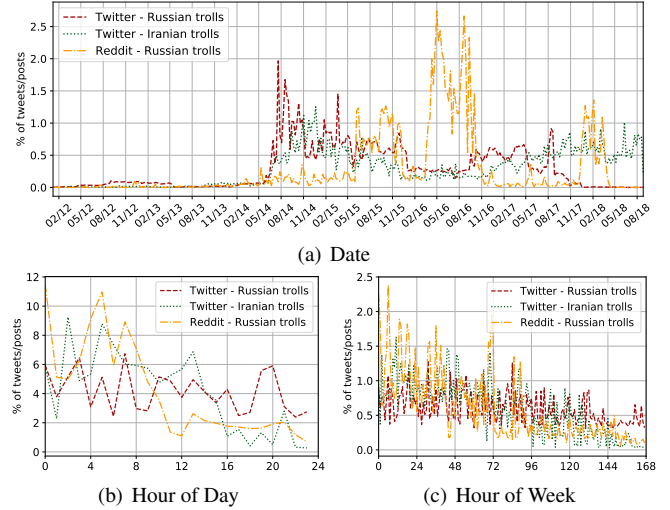 Twitter - Russian trolls
Twitter - Iranian trolls
Reddit - Russian trolls
% of tweets/posts
2.5
2.0
1.5
1.0
0.5
0.0
02/12 05/12 08/12 11/12 02/13 05/13 08/13 11/13 02/14 05/14 08/14 11/14 02/15 05/15 08/15 11/15 02/16 05/16 08/16 11/16 02/17 05/17 08/17 11/17 02/18 05/18 08/18
(a) Date
Twitter - Russian trolls
Twitter - Iranian trolls
Reddit - Russian trolls
% of tweets/posts
12
10
8
6
4
2
0
0 4 8 12 16 20 24
(b) Hour of Day
Twitter - Russian trolls
Twitter - Iranian trolls
Reddit - Russian trolls
% of tweets/posts
2.5
2.0
1.5
1.0
0.5
0.0
0 24 48 72 96 120 144 168
(c) Hour of Week